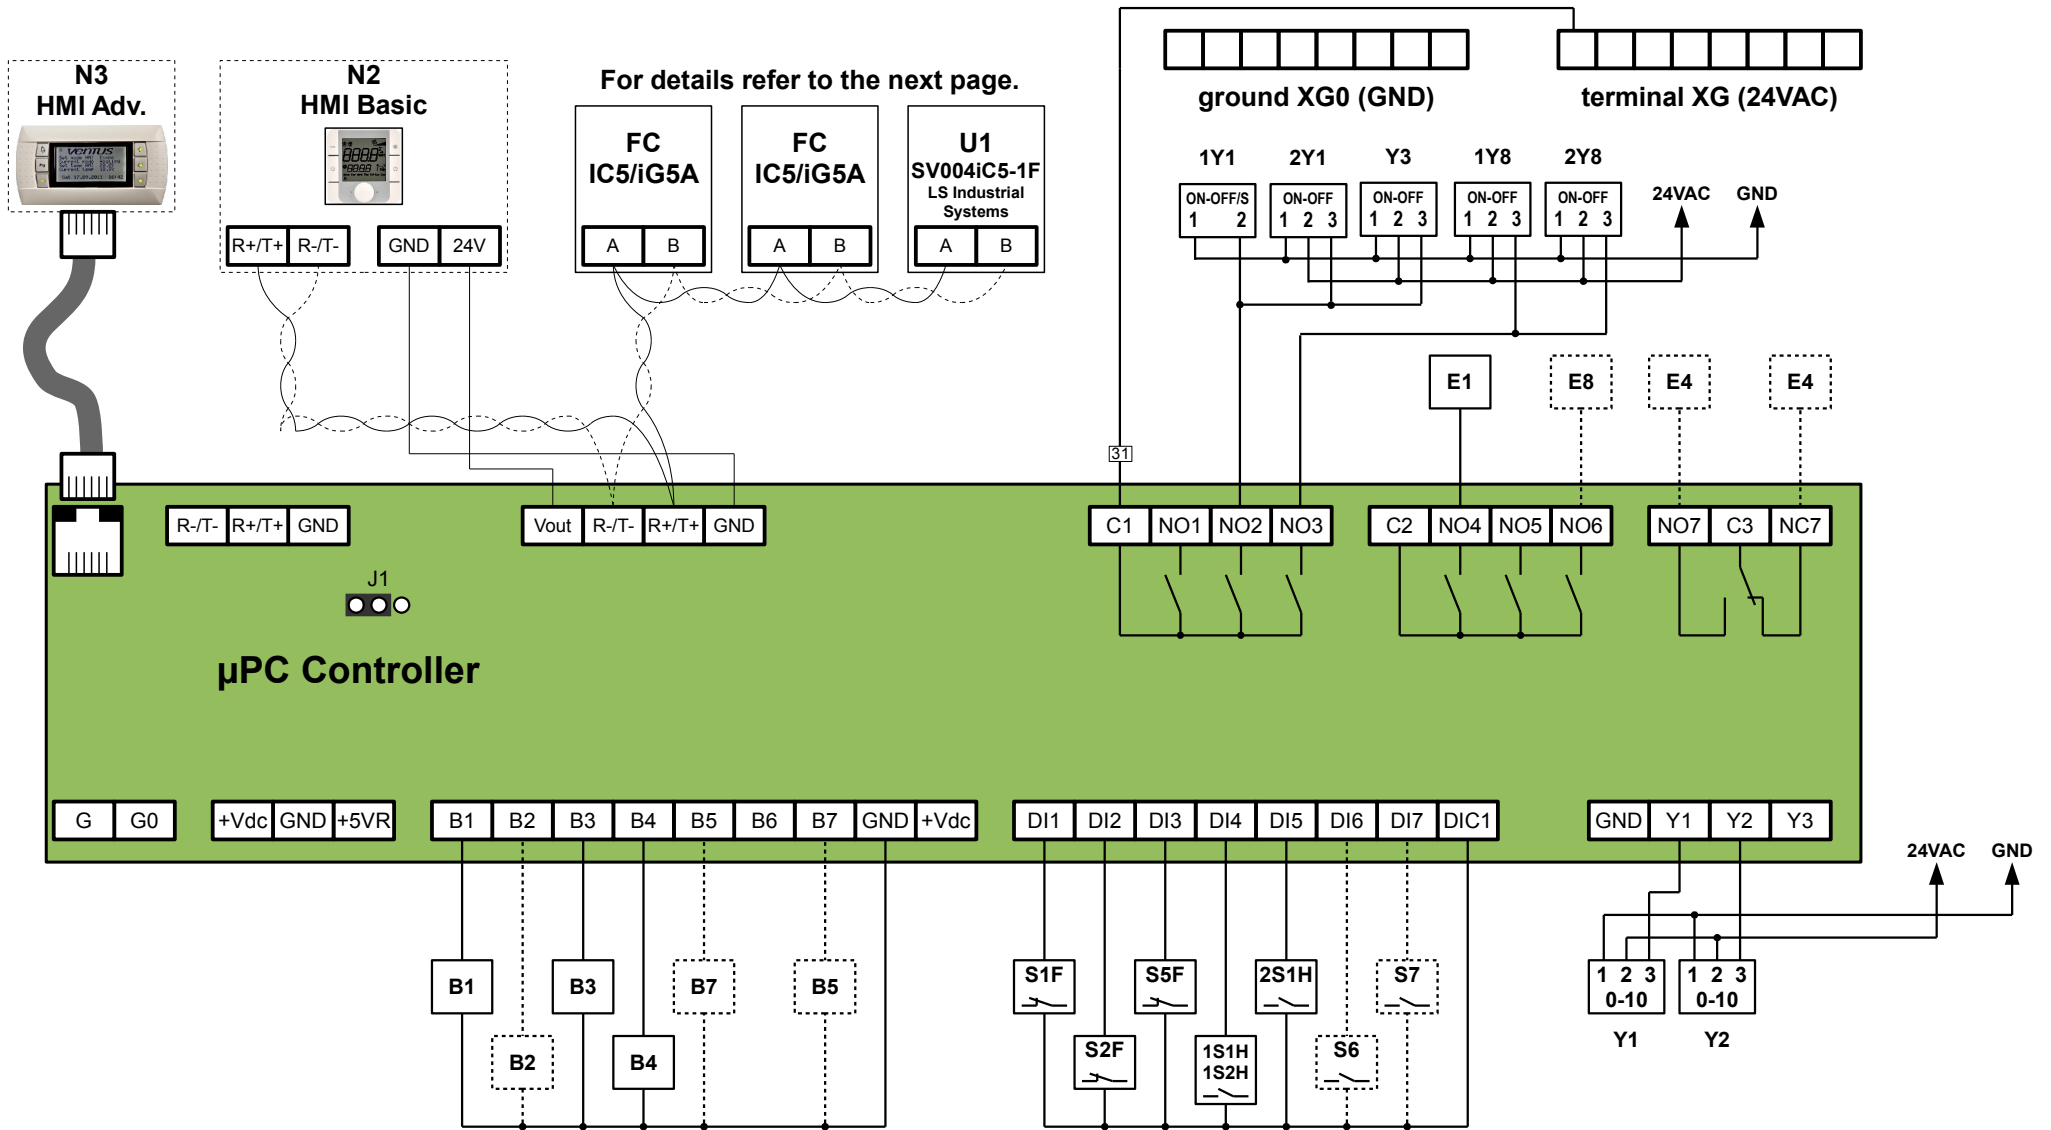 N3
HMI Adv.
VENTUS
N2
HMI Basic
R+/T+ R-/T- GND 24V
For details refer to the next page.
FC
IC5/iG5A
A B
FC
IC5/iG5A
A B
U1
SV004iC5-1F
LS Industrial
Systems
A B
ground XG0 (GND)
terminal XG (24VAC)
1Y1 2Y1 Y3 1Y8 2Y8
24VAC GND
ON-OFF/S
1 2
ON-OFF
1 2 3
ON-OFF
1 2 3
ON-OFF
1 2 3
ON-OFF
1 2 3
E1 E8 E4 E4
31
R-/T- R+/T+ GND
Vout R-/T- R+/T+ GND
C1 NO1 NO2 NO3
C2 NO4 NO5 NO6
NO7 C3 NC7
J1
µPC Controller
G G0
+Vdc GND +5VR
B1 B2 B3 B4 B5 B6 B7 GND +Vdc
DI1 DI2 DI3 DI4 DI5 DI6 DI7 DIC1
GND Y1 Y2 Y3
24VAC GND
B1 B3 B7 B5
B2 B4
S1F S5F 2S1H S7
S2F
1S1H
1S2H
S6
1 2 3
0-10
Y1
1 2 3
0-10
Y2